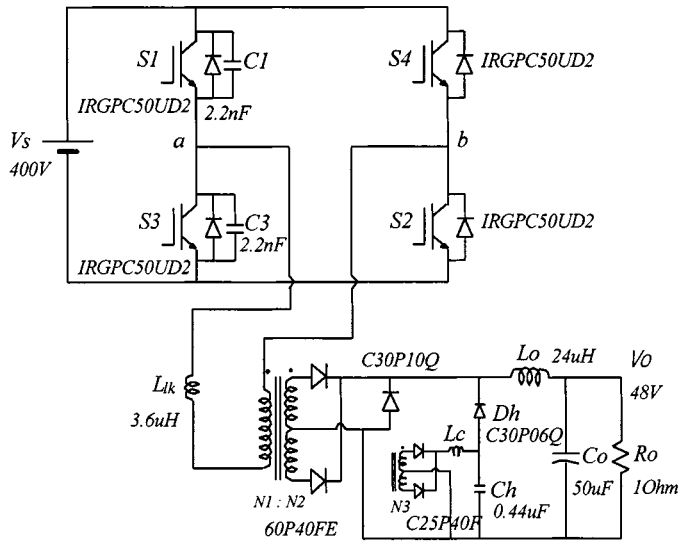 S1
C1
S4
IRGPC50UD2
IRGPC50UD2
2.2nF
Vs
a
b
400V
S3
C3
S2
IRGPC50UD2
2.2nF
IRGPC50UD2
C30P10Q
Lo
24uH
Vo
Llk
48V
3.6uH
Dh
Lc
C30P06Q
Co
Ro
N1 : N2
N3
Ch
50uF
1Ohm
C25P40F
0.44uF
60P40FE